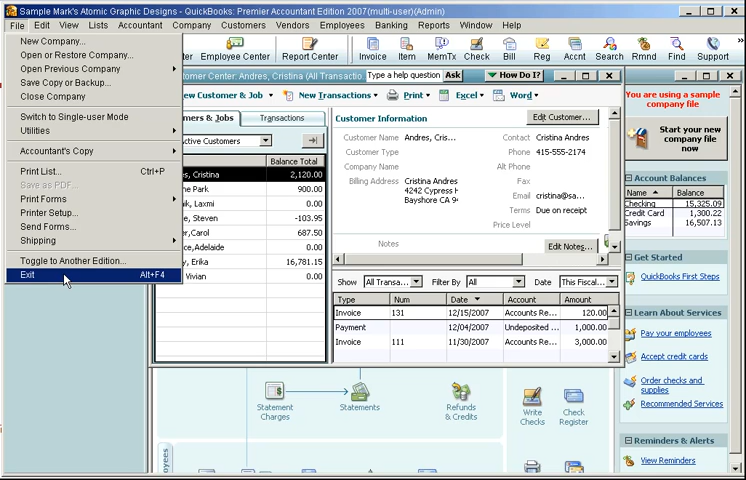 Sample Mark's Atomic Graphic Designs - QuickBooks: Premier Accountant Edition 2007(multi-user)(Admin)
File Edit View Lists Accountant Company Customers Vendors Employees Banking Reports Window Help
New Company...
Open or Restore Company...
Open Previous Company
Save Copy or Backup...
Close Company
Switch to Single-user Mode
Utilities
Accountant's Copy
Print List... Ctrl+P
Save as PDF...
Print Forms
Printer Setup...
Send Forms...
Shipping
Toggle to Another Edition...
Exit Alt+F4
Employee Center Report Center Invoice Item MemTx Check Bill Reg Accnt Search Rmnd Find Support
Center: Andres, Cristina (All Transactio... Type a help question Ask How Do I?
Customer & Job New Transactions Print Excel Word
& Jobs Transactions
Active Customers
Balance Total
Cristina 2,120.00
Park 900.00
Laxmi 0.00
Steven -103.95
Carol 687.50
Adelaide 0.00
Erika 16,781.15
Vivian 0.00
Customer Information Edit Customer...
Customer Name Andres, Cris...
Customer Type
Company Name
Billing Address Cristina Andres
4242 Cypress
Bayshore CA
Contact Cristina Andres
Phone 415-555-2174
Alt Phone
Fax
Email cristina@sa...
Terms Due on receipt
Price Level
Notes Edit Notes...
Show All Transa... Filter By All Date This Fiscal...
Type Num Date Account Amount
Invoice 131 12/15/2007 Accounts Re... 120.00
Payment 12/04/2007 Undeposited ... 1,000.00
Invoice 111 11/30/2007 Accounts Re... 3,000.00
Statement Charges
Statements
Refunds & Credits
Write Checks
Check Register
You are using a sample company file
Start your new company file now
Account Balances
Name Balance
Checking 15,325.09
Credit Card 1,300.22
Savings 16,507.13
Get Started
QuickBooks First Steps
Learn About Services
Pay your employees
Accept credit cards
Order checks and supplies
Recommended Services
Reminders & Alerts
View Reminders